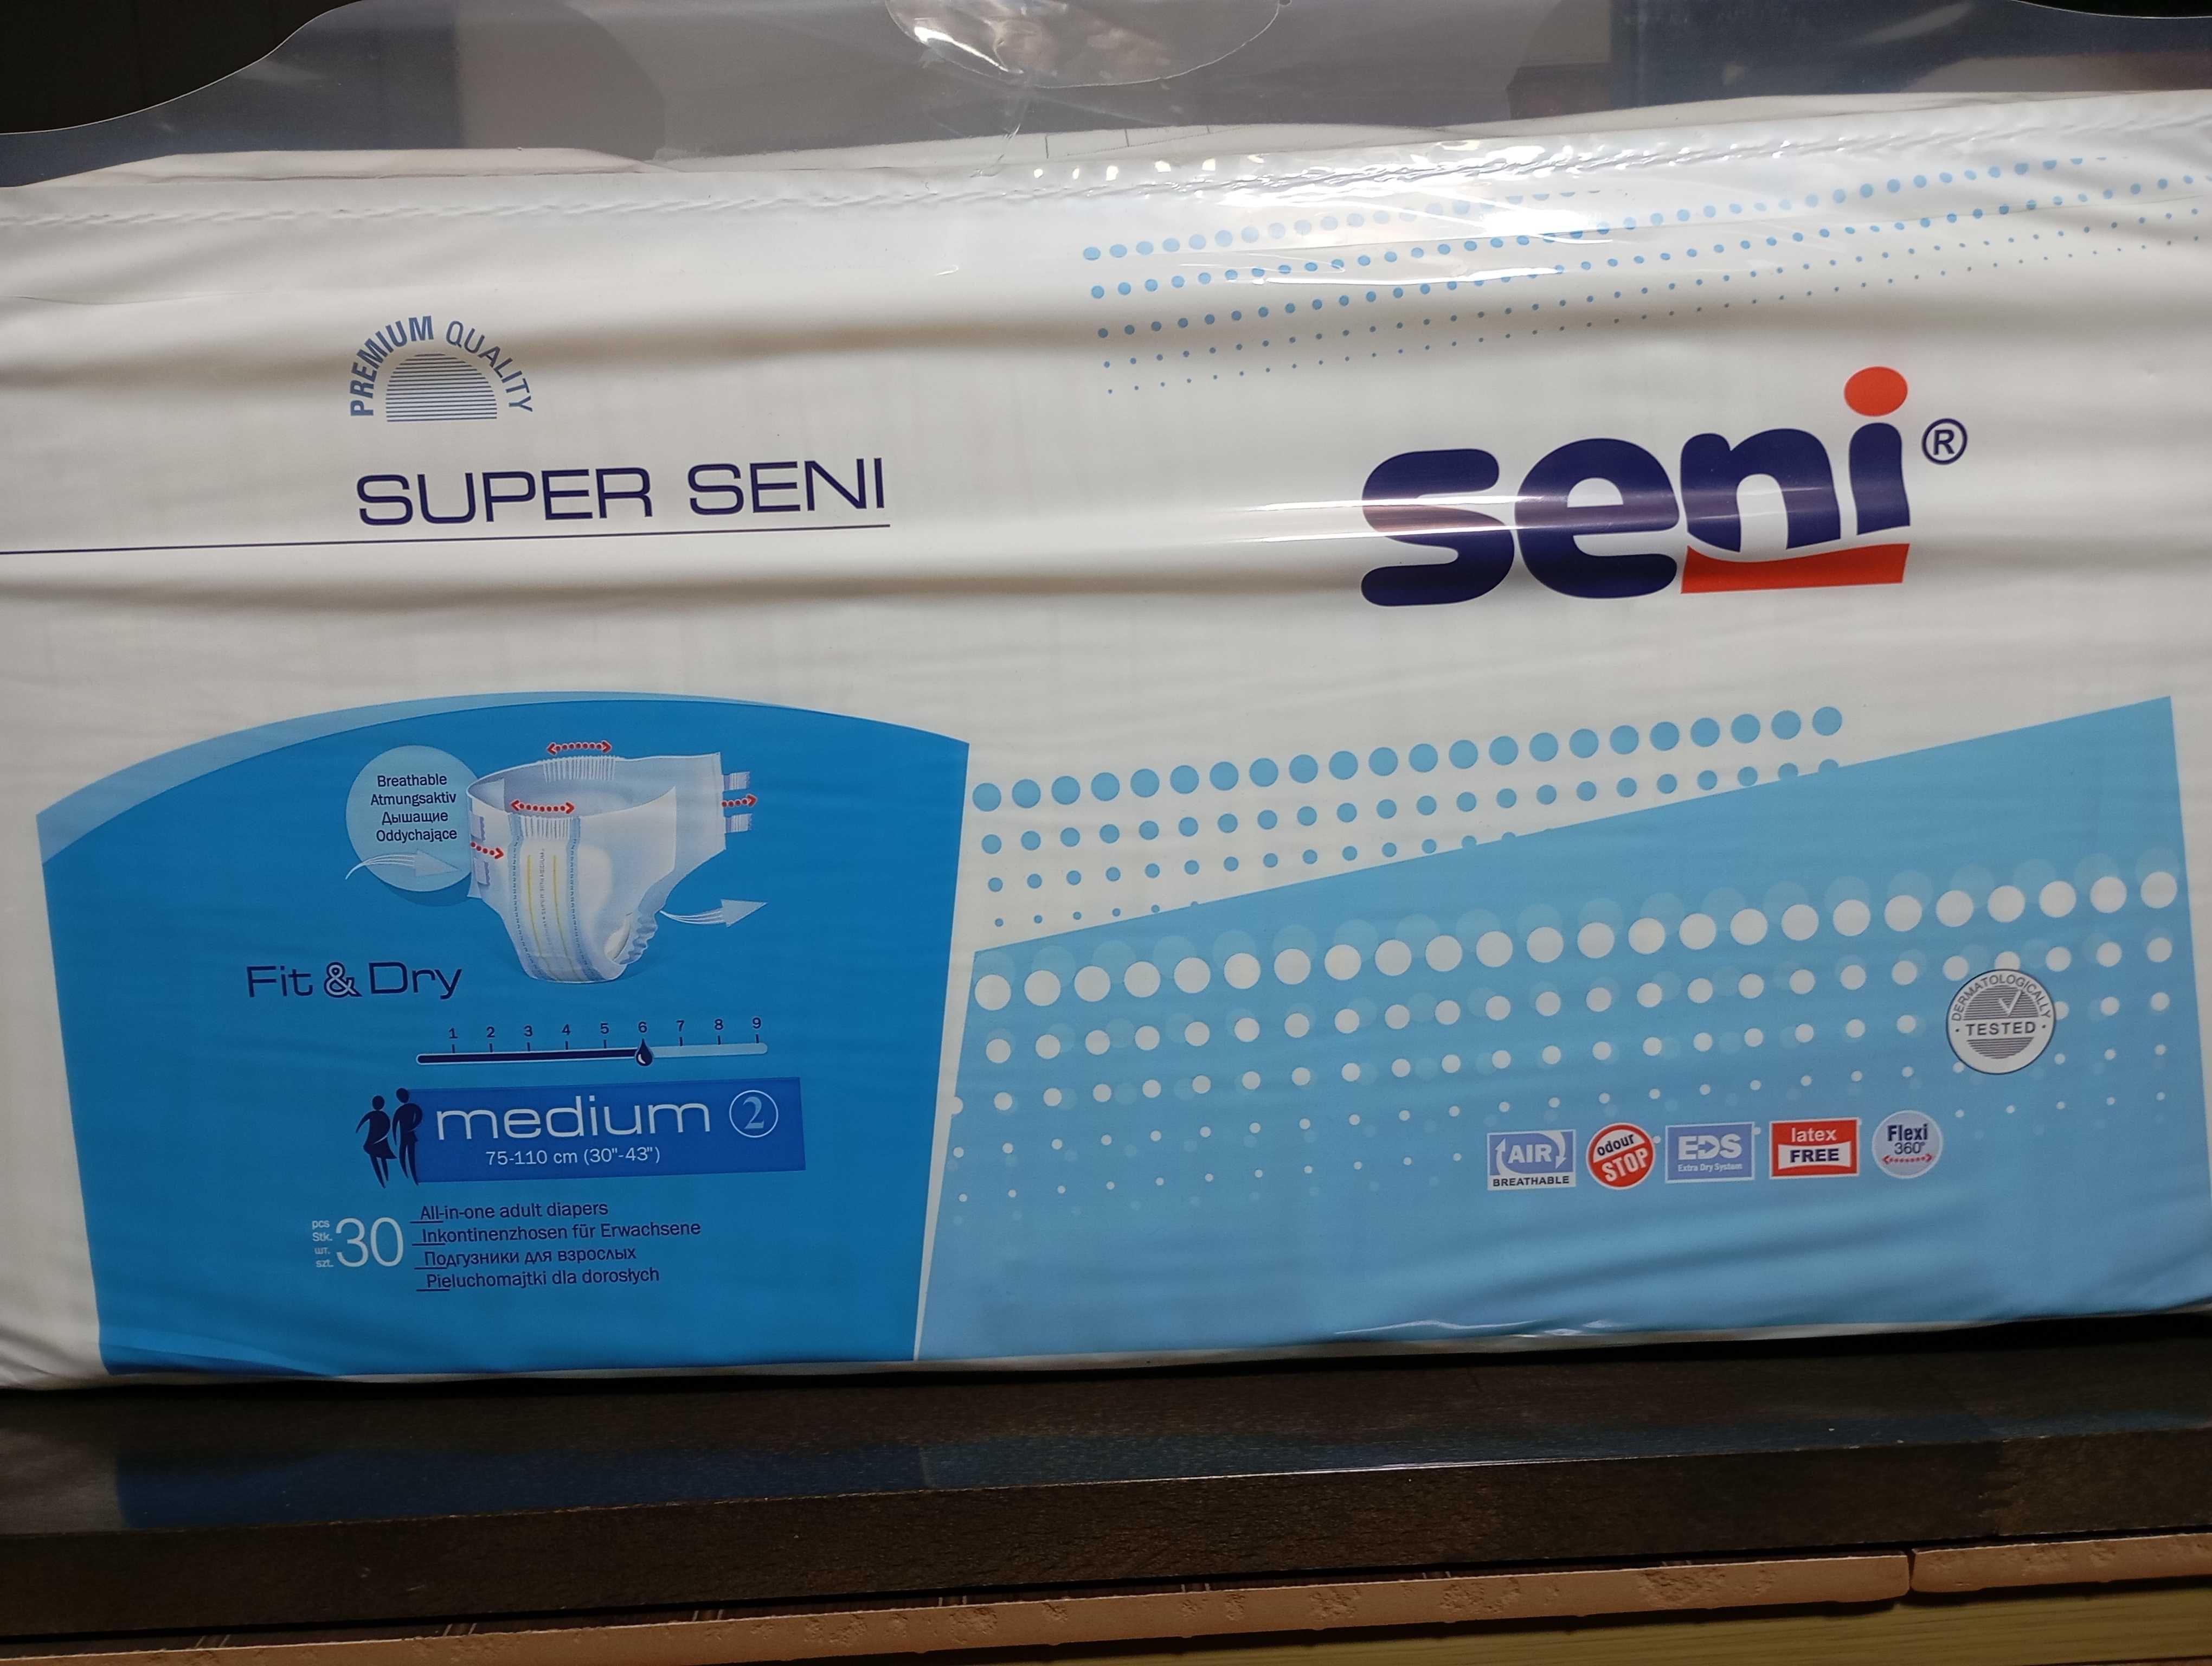 PREMIUM QUALITY
SUPER SENI
seni®
Breathable
Atmungsaktiv
Дышащие
Oddychające
Fit & Dry
1 2 3 4 5 6 7 8 9
medium 2
75-110 cm (30"-43")
pcs
Stk.
шт.
szt.
30
All-in-one adult diapers
Inkontinenzhosen für Erwachsene
Подгузники для взрослых
Pieluchomajtki dla dorosłych
DERMATOLOGICALLY
· TESTED ·
AIR
BREATHABLE
odour
STOP
EDS
Extra Dry System
latex
FREE
Flexi
360°